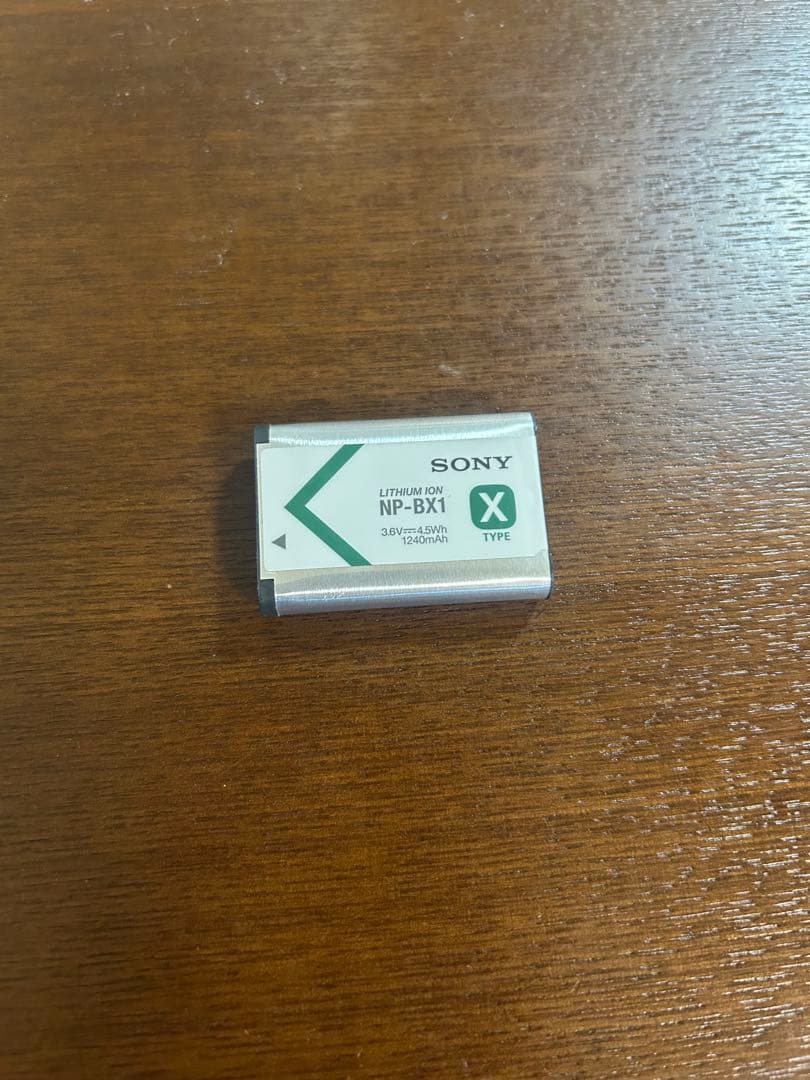 SONY
LITHIUM ION
NP-BX1
3.6V⎓4.5Wh
1240mAh
X
TYPE